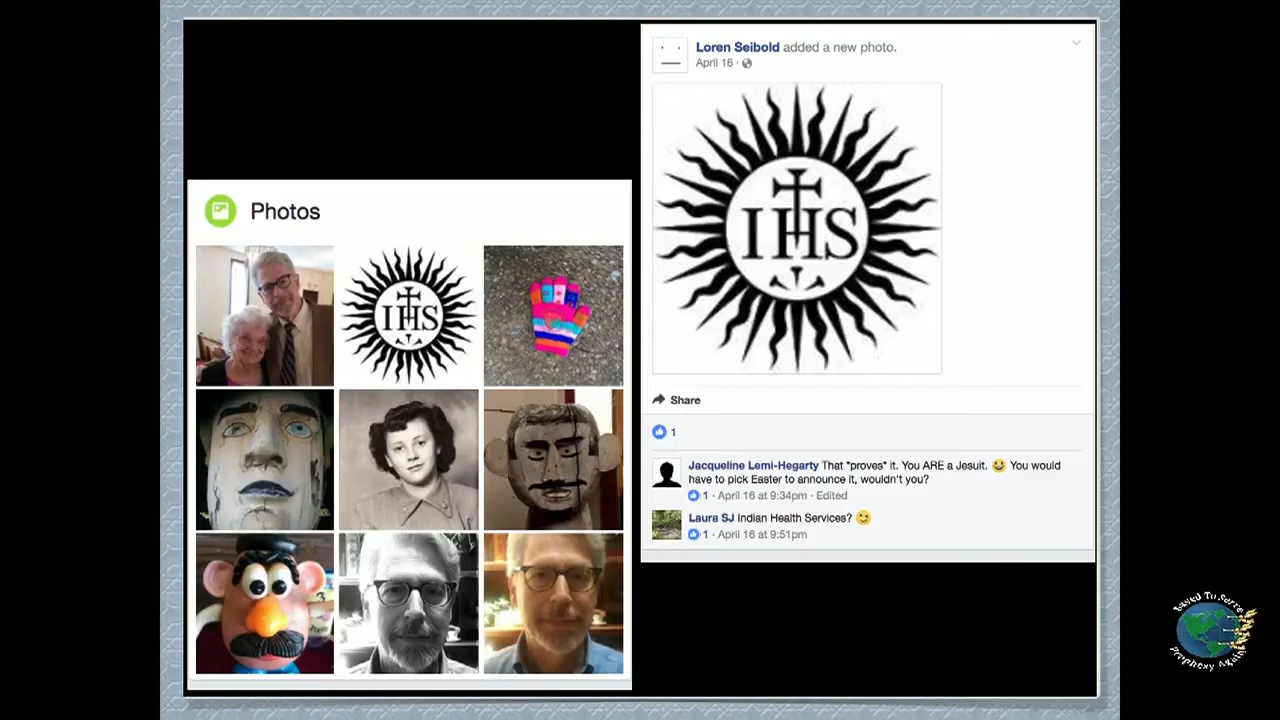 Photos
IHS
Loren Seibold added a new photo.
April 16
IHS
Share
1
Jacqueline Lemi-Hegarty That *proves* it. You ARE a Jesuit. 😀 You would
have to pick Easter to announce it, wouldn't you?
1 · April 16 at 9:34pm · Edited
Laura SJ Indian Health Services? 😉
1 · April 16 at 9:51pm
Prophecy